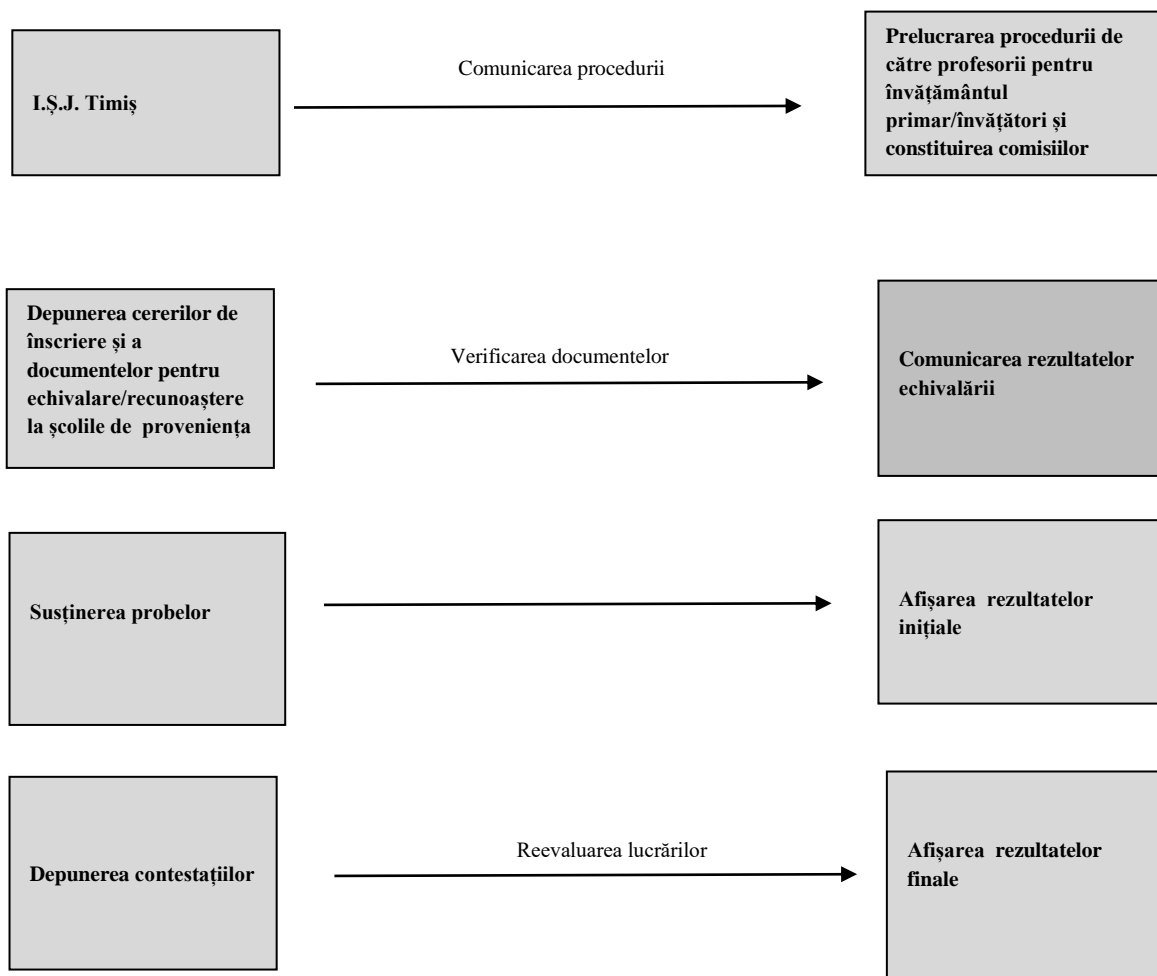 I.Ș.J. Timiș
Comunicarea procedurii
Prelucrarea procedurii de
către profesorii pentru
învățământul
primar/învățători și
constituirea comisiilor
Depunerea cererilor de
înscriere și a
documentelor pentru
echivalare/recunoaștere
la școlile de proveniența
Verificarea documentelor
Comunicarea rezultatelor
echivalării
Susținerea probelor
Afișarea rezultatelor
inițiale
Depunerea contestațiilor
Reevaluarea lucrărilor
Afișarea rezultatelor
finale